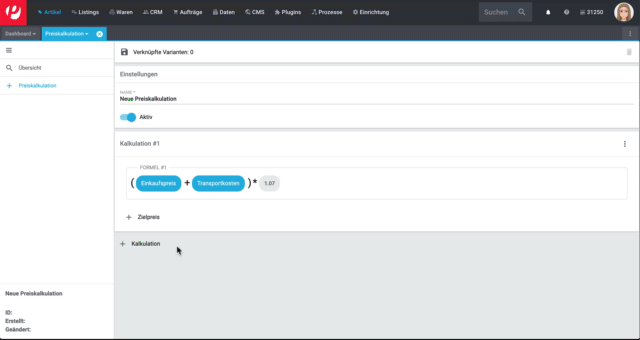 Artikel Listings Waren CRM Aufträge Daten CMS Plugins Prozesse Einrichtung Suchen 31250
Dashboard Preiskalkulation
Verknüpfte Varianten: 0
Übersicht
Preiskalkulation
Einstellungen
NAME *
Neue Preiskalkulation
Aktiv
Kalkulation #1
FORMEL #1
( Einkaufspreis + Transportkosten ) * 1.07
+ Zielpreis
+ Kalkulation
Neue Preiskalkulation
ID:
Erstellt:
Geändert: